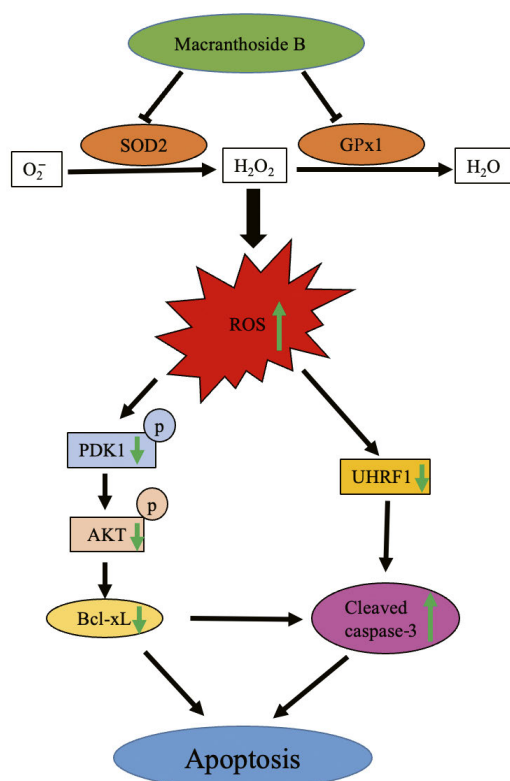 Macranthoside B
SOD2
GPx1
O₂⁻
H₂O₂
H₂O
ROS
p
PDK1
UHRF1
p
AKT
Bcl-xL
Cleaved
caspase-3
Apoptosis